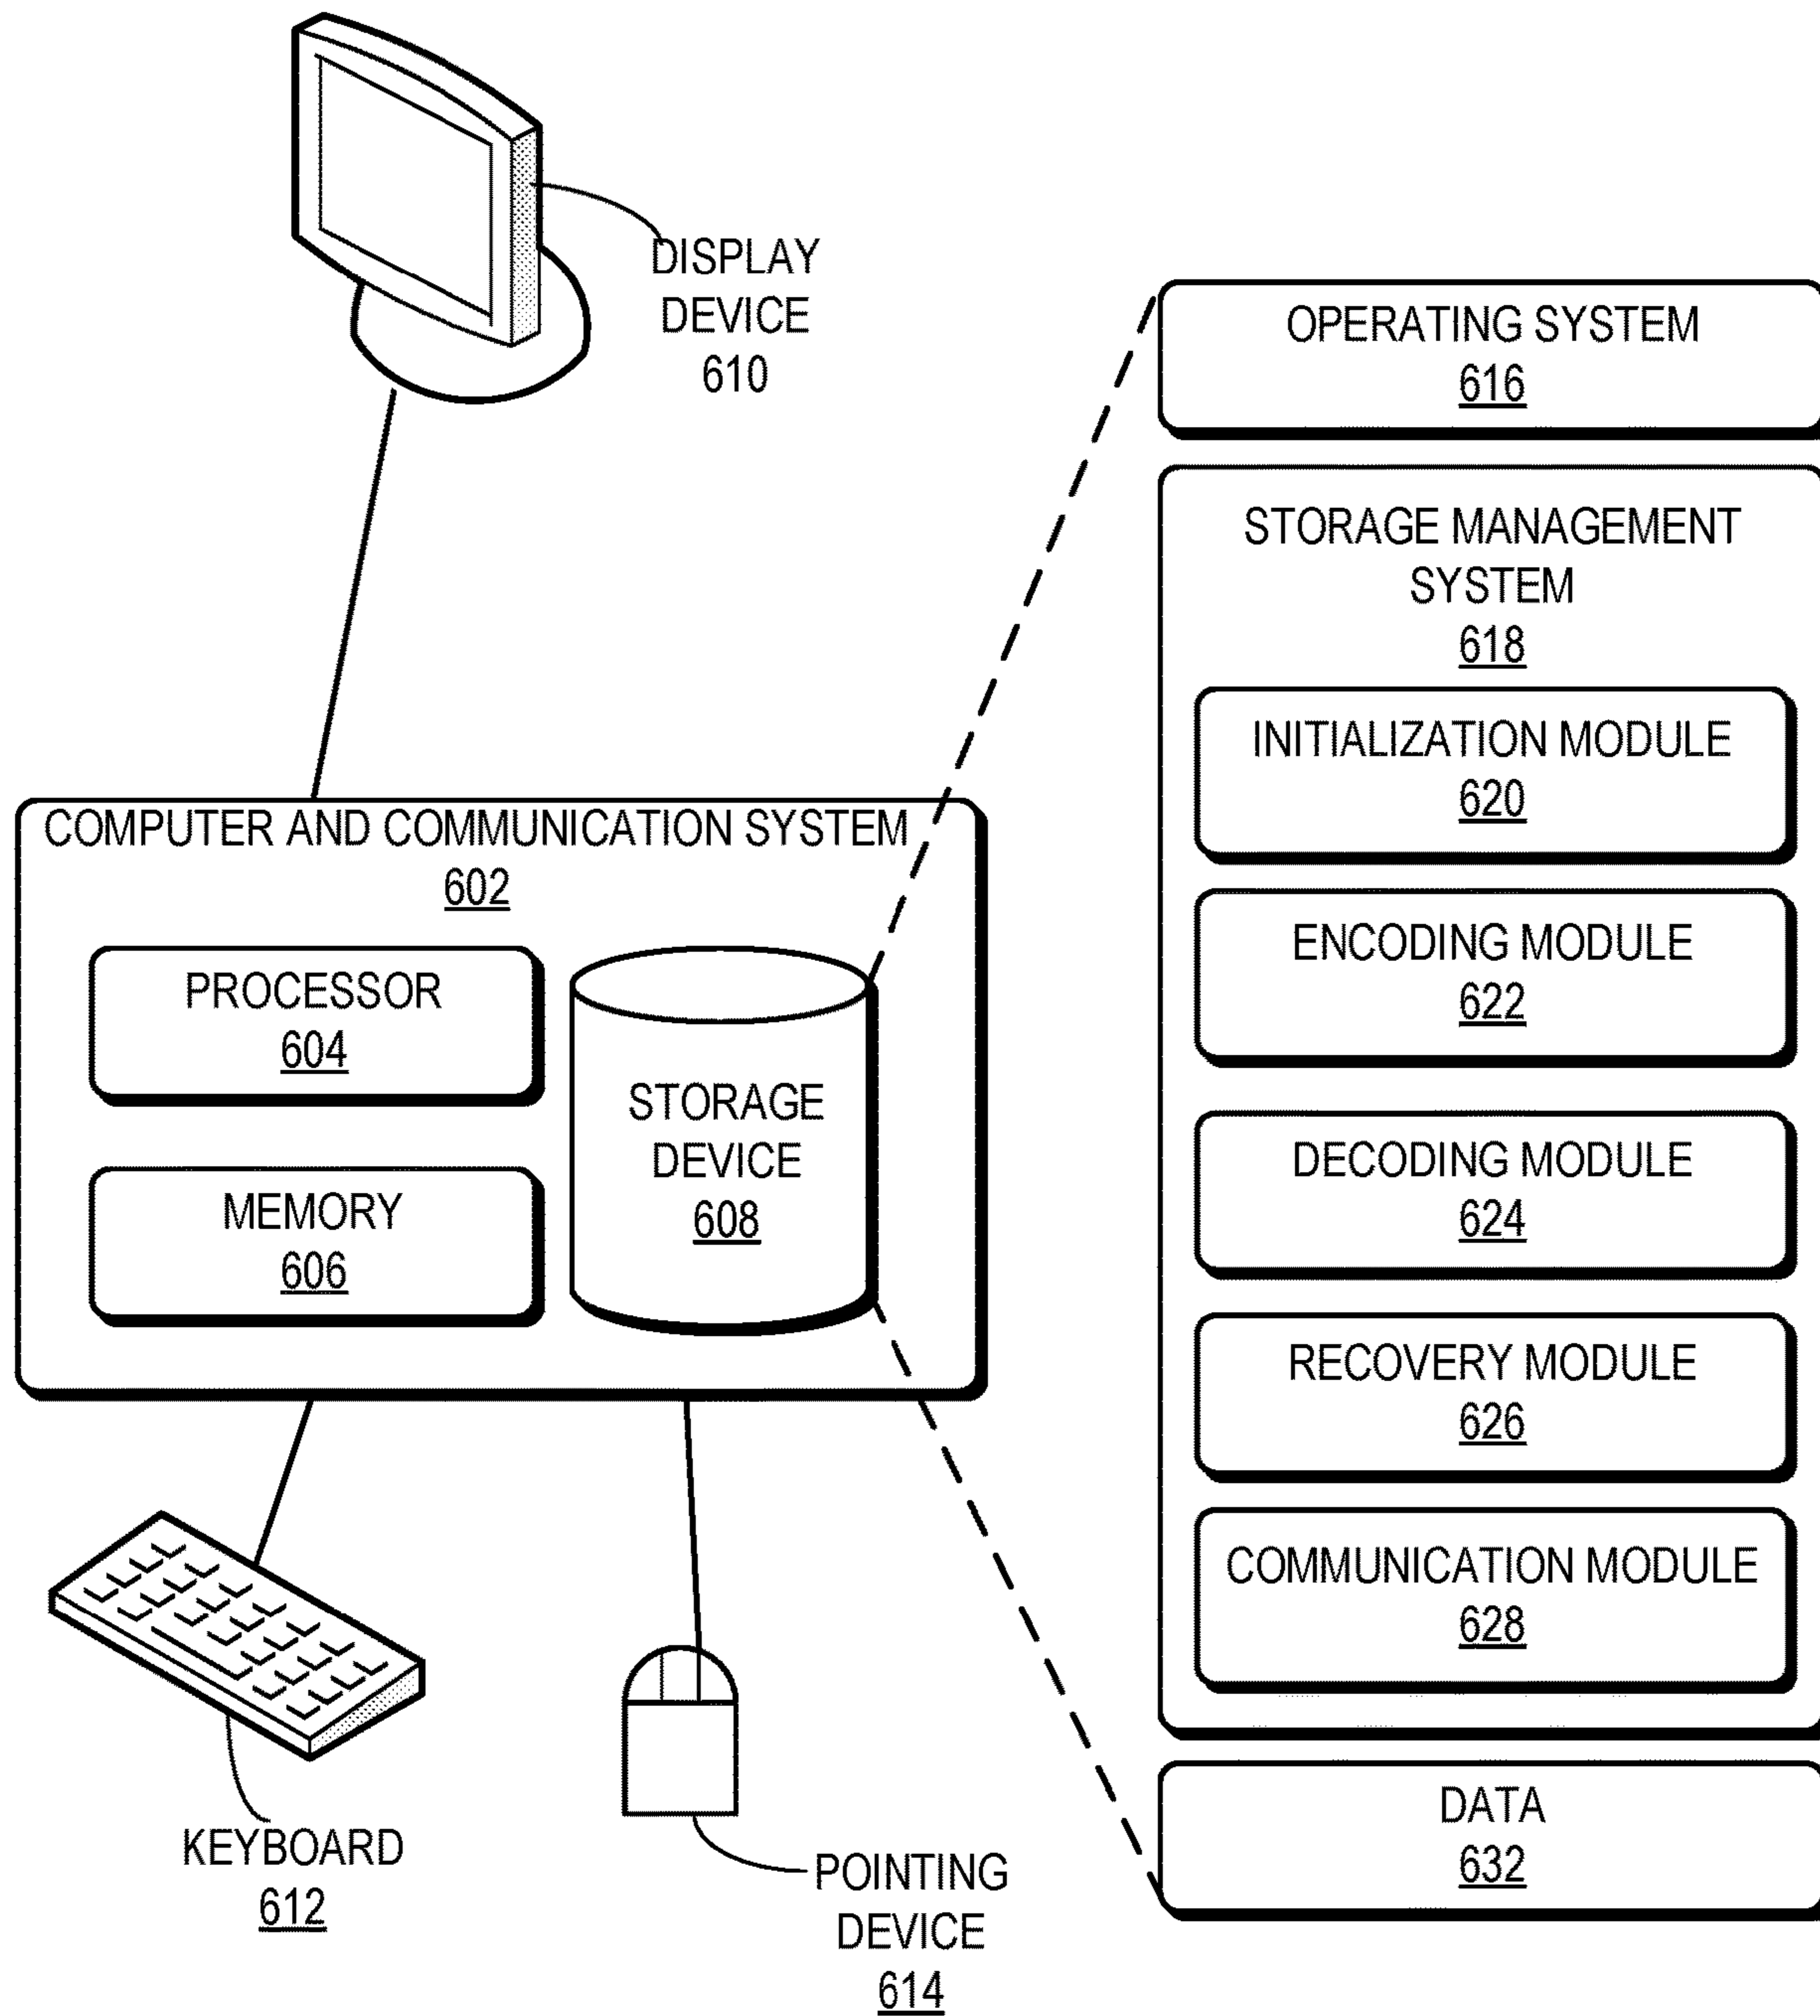 DISPLAY
DEVICE
610
COMPUTER AND COMMUNICATION SYSTEM
602
PROCESSOR
604
MEMORY
606
STORAGE
DEVICE
608
KEYBOARD
612
POINTING
DEVICE
614
OPERATING SYSTEM
616
STORAGE MANAGEMENT
SYSTEM
618
INITIALIZATION MODULE
620
ENCODING MODULE
622
DECODING MODULE
624
RECOVERY MODULE
626
COMMUNICATION MODULE
628
DATA
632